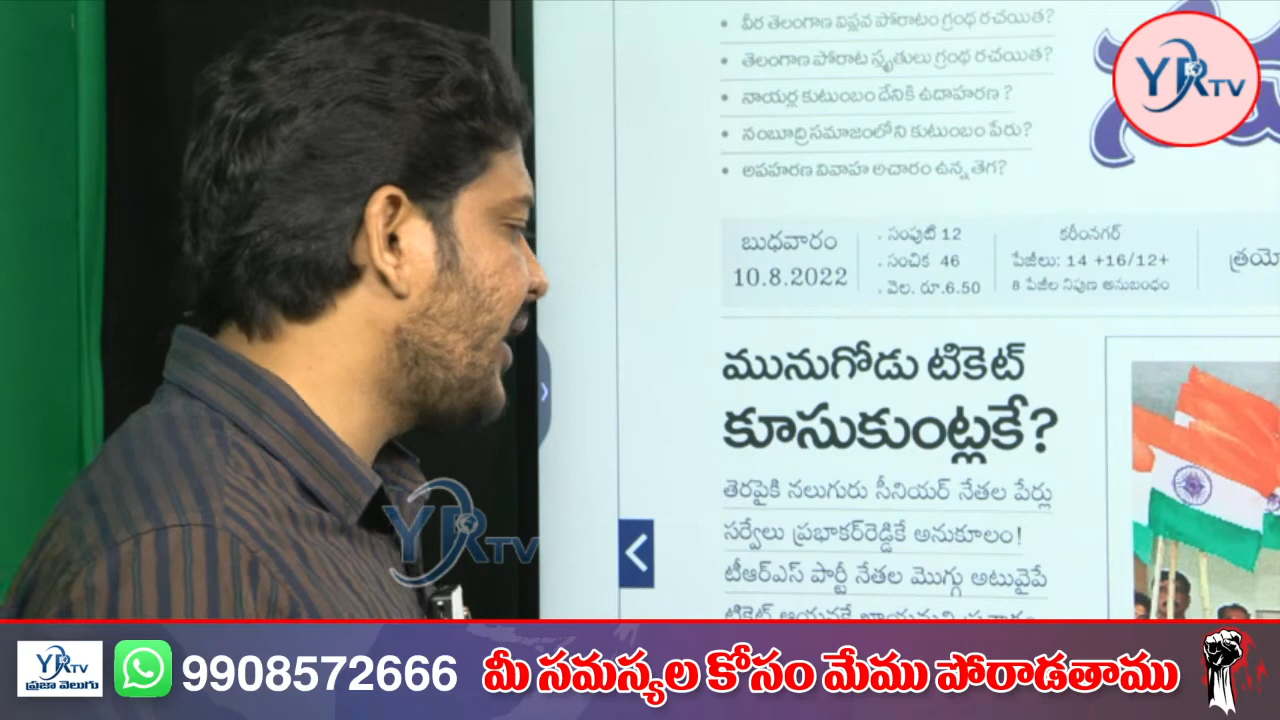 • వీర తెలంగాణ విప్లవ పోరాటం గ్రంథ రచయిత?
• తెలంగాణ పోరాట స్మృతులు గ్రంథ రచయిత?
• నాయర్ల కుటుంబం దేనికి ఉదాహరణ ?
• నంబూద్రి సమాజంలోని కుటుంబం పేరు?
• అపహరణ వివాహ అచారం ఉన్న తెగ?
YRTV
బుధవారం
10.8.2022
. సంపుటి 12
. సంచిక 46
. వెల. రూ.6.50
కరీంనగర్
పేజీలు: 14 +16/12+
8 పేజీల నిపుణ అనుబంధం
మునుగోడు టికెట్
కూసుకుంట్లకే?
తెరపైకి నలుగురు సీనియర్ నేతల పేర్లు
సర్వేలు ప్రభాకర్‌రెడ్డికే అనుకూలం!
టీఆర్ఎస్ పార్టీ నేతల మొగ్గు అటువైపే
YRTV
YRTV
ప్రజా వెలుగు
9908572666
మీ సమస్యల కోసం మేము పోరాడతాము